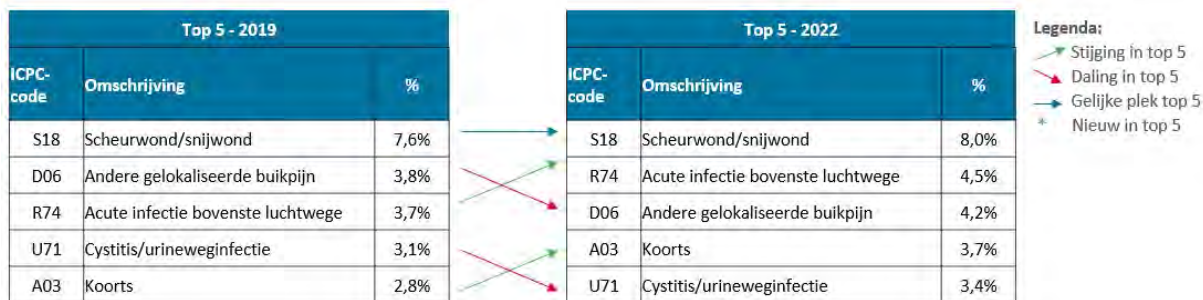 Top 5 - 2019
ICPC-code Omschrijving %
S18 Scheurwond/snijwond 7,6%
D06 Andere gelokaliseerde buikpijn 3,8%
R74 Acute infectie bovenste luchtwege 3,7%
U71 Cystitis/urineweginfectie 3,1%
A03 Koorts 2,8%
Top 5 - 2022
ICPC-code Omschrijving %
S18 Scheurwond/snijwond 8,0%
R74 Acute infectie bovenste luchtwege 4,5%
D06 Andere gelokaliseerde buikpijn 4,2%
A03 Koorts 3,7%
U71 Cystitis/urineweginfectie 3,4%
Legenda:
Stijging in top 5
Daling in top 5
Gelijke plek top 5
* Nieuw in top 5